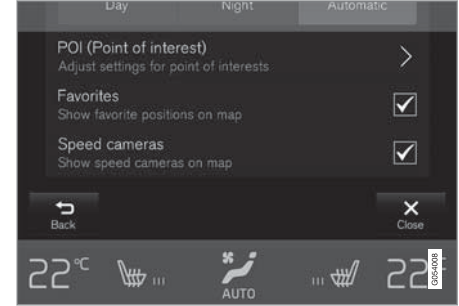 Day Night Automatic
POI (Point of interest)
Adjust settings for point of interests
Favorites
Show favorite positions on map
Speed cameras
Show speed cameras on map
Back Close
22°C AUTO 22
G054008